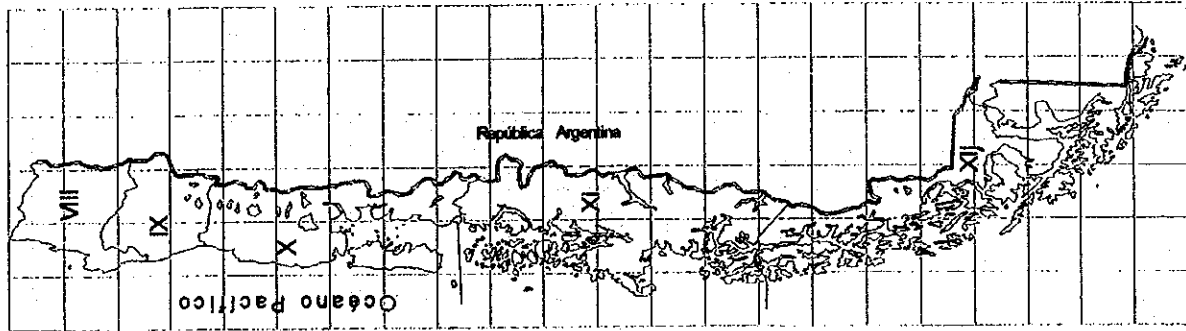 República Argentina
VIII
IX
X
XI
XII
Océano Pacífico